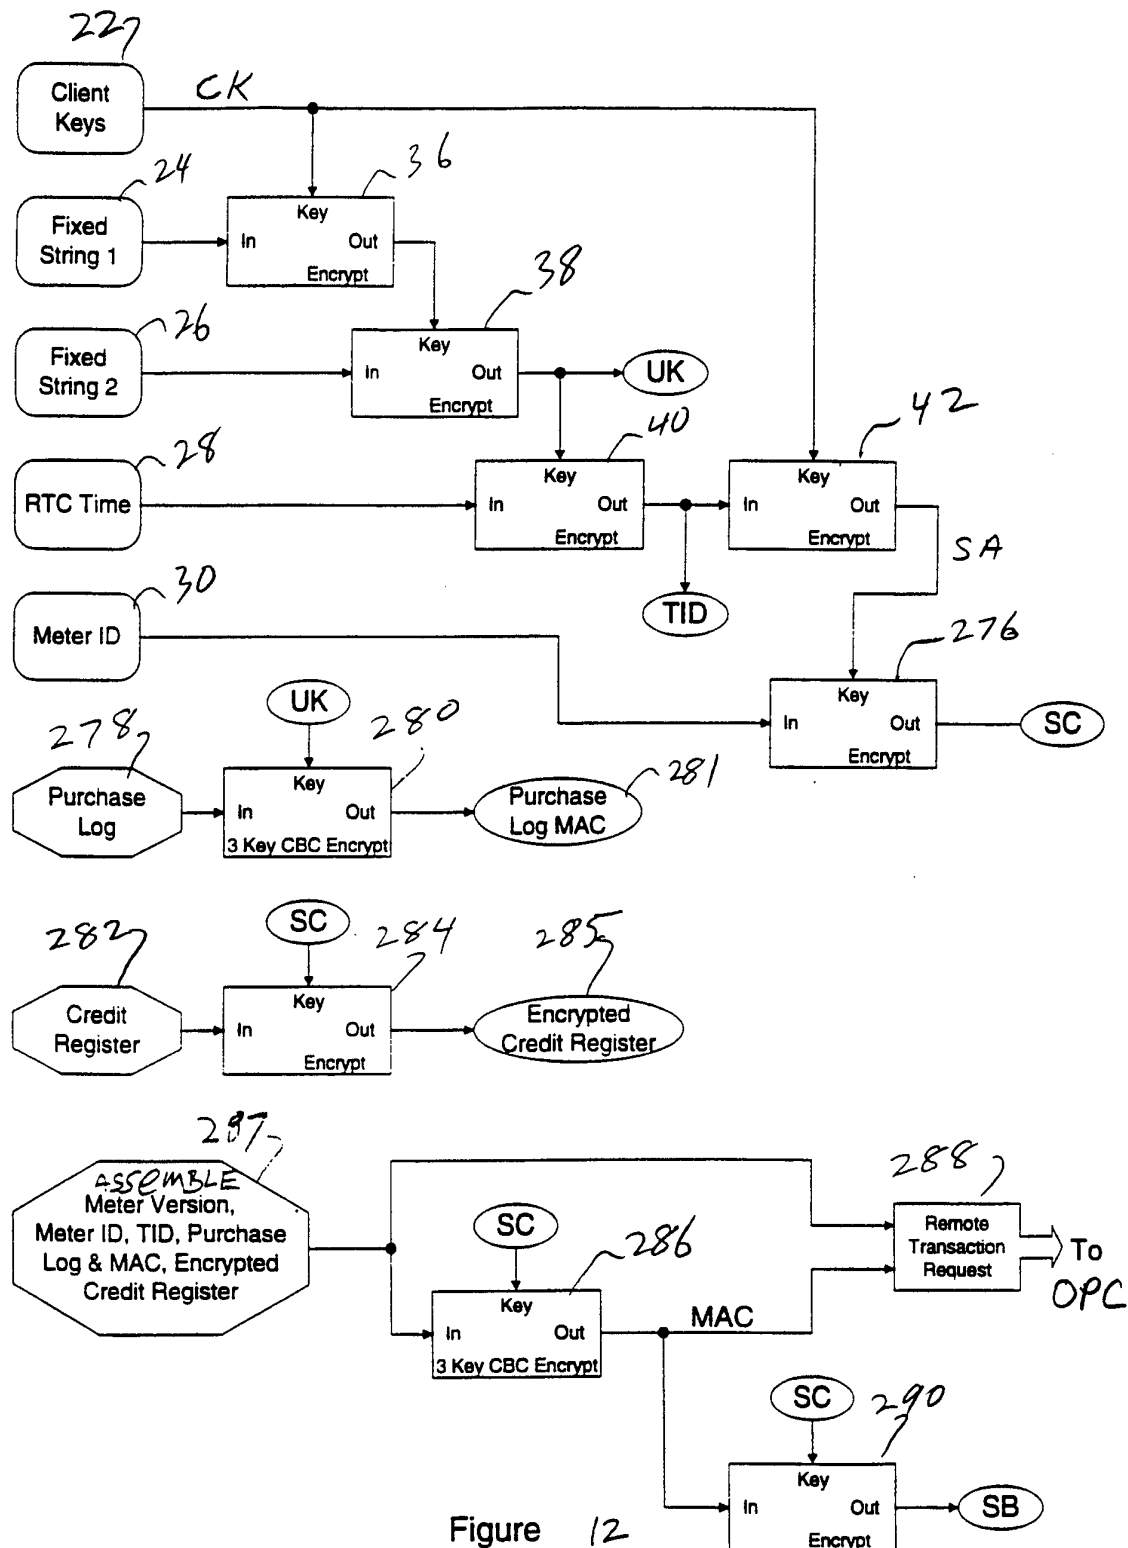 22
Client
Keys
CK
24
36
Fixed
String 1
Key
In
Out
Encrypt
26
38
Fixed
String 2
Key
In
Out
Encrypt
UK
28
40
42
RTC Time
Key
In
Out
Encrypt
Key
In
Out
Encrypt
SA
30
TID
Meter ID
276
Key
In
Out
Encrypt
SC
UK
278
280
281
Purchase
Log
Key
In
Out
3 Key CBC Encrypt
Purchase
Log MAC
SC
282
284
285
Credit
Register
Key
In
Out
Encrypt
Encrypted
Credit Register
287
288
ASSEMBLE
Meter Version,
Meter ID, TID, Purchase
Log & MAC, Encrypted
Credit Register
SC
286
Key
In
Out
3 Key CBC Encrypt
MAC
Remote
Transaction
Request
To
OPC
SC
290
Key
In
Out
Encrypt
SB
Figure 12